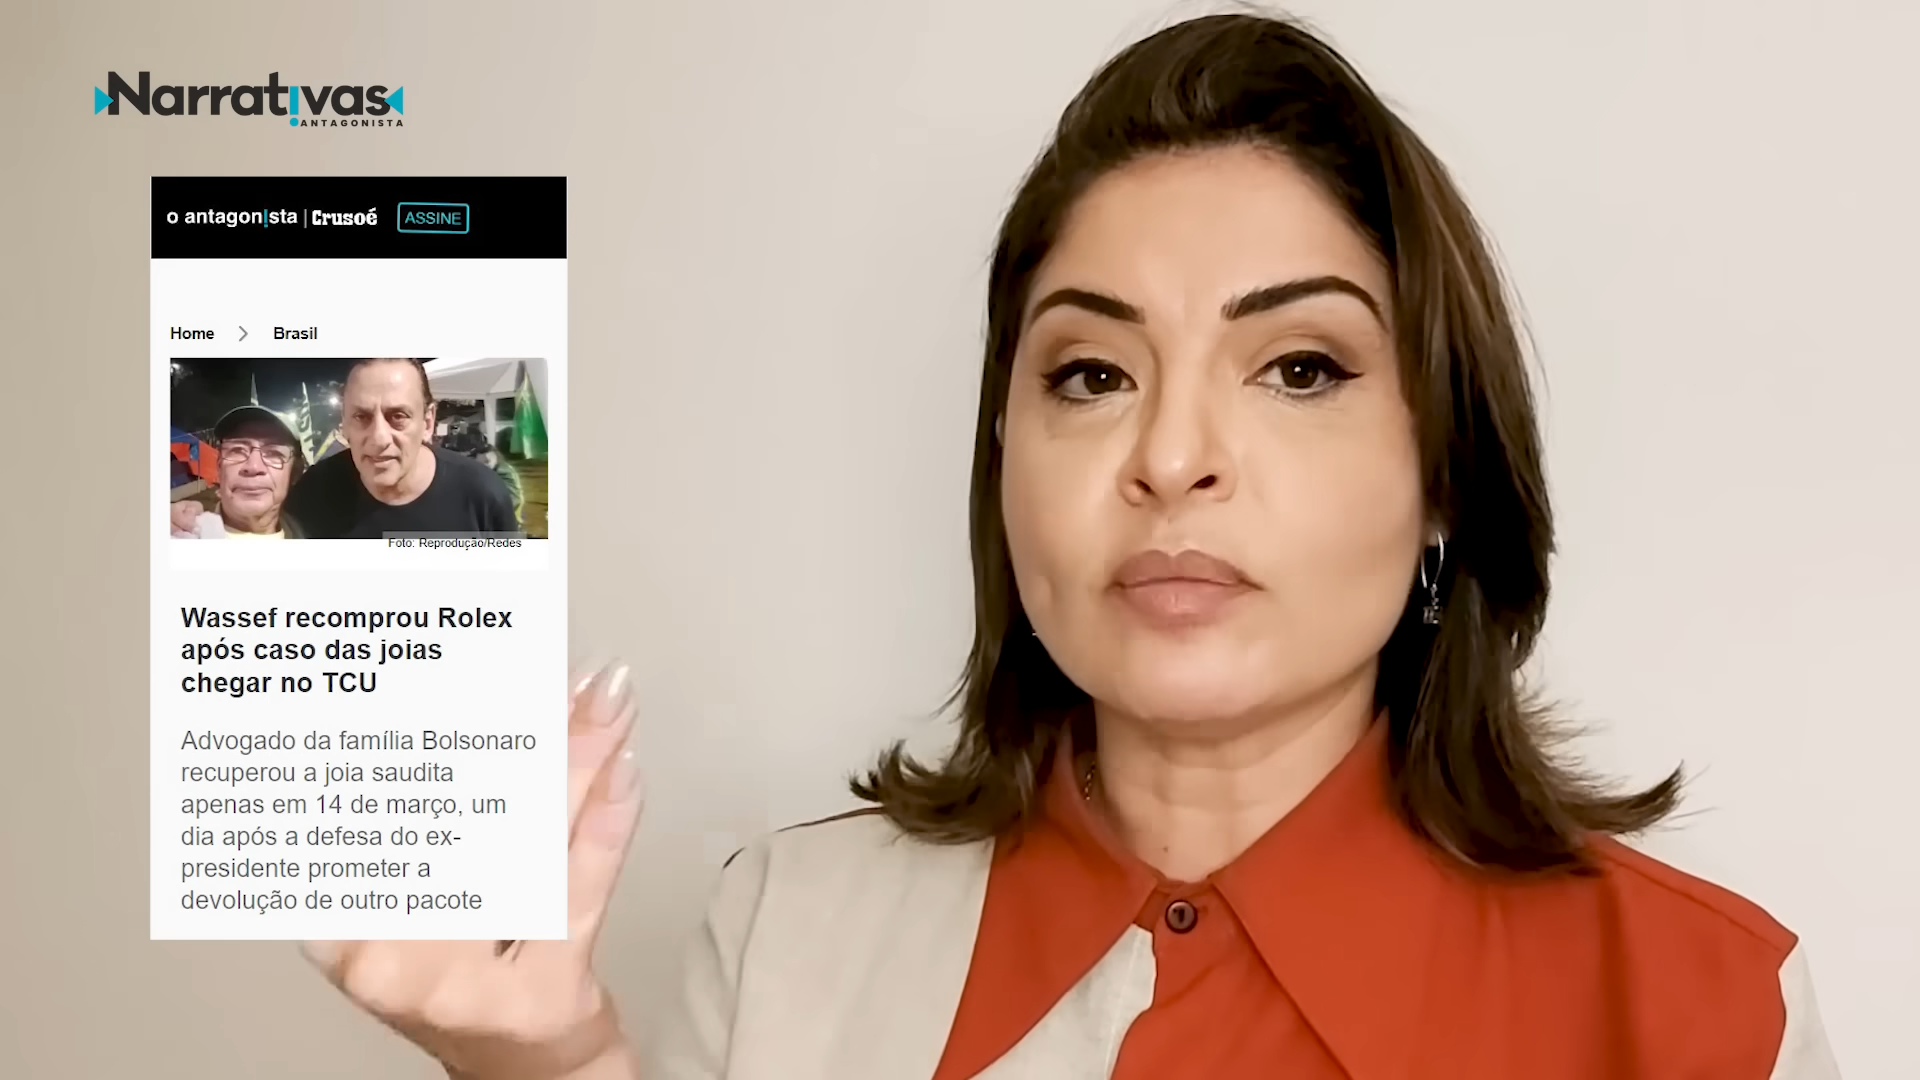 Narrativas
ANTAGONISTA
o antagonista | Crusoé ASSINE
Home > Brasil
Foto: Reprodução/Redes
Wassef recomprou Rolex
após caso das joias
chegar no TCU
Advogado da família Bolsonaro
recuperou a joia saudita
apenas em 14 de março, um
dia após a defesa do ex-
presidente prometer a
devolução de outro pacote